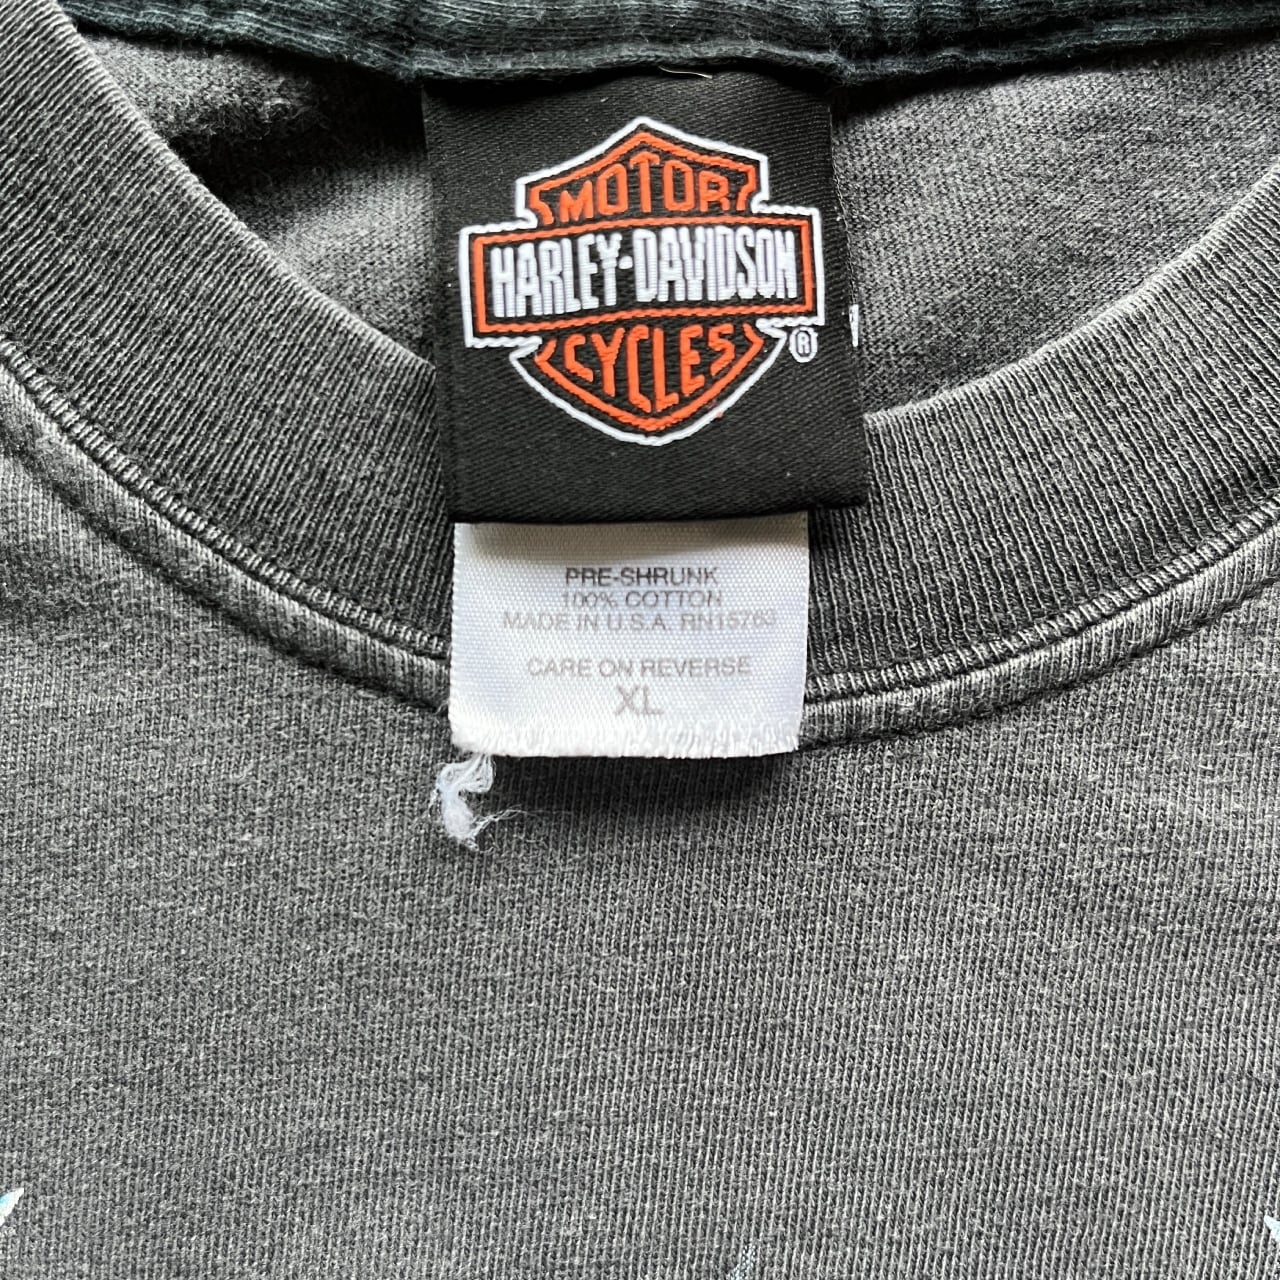 MOTOR
HARLEY-DAVIDSON
CYCLES
®
PRE-SHRUNK
100% COTTON
MADE IN U.S.A. RN15763
CARE ON REVERSE
XL